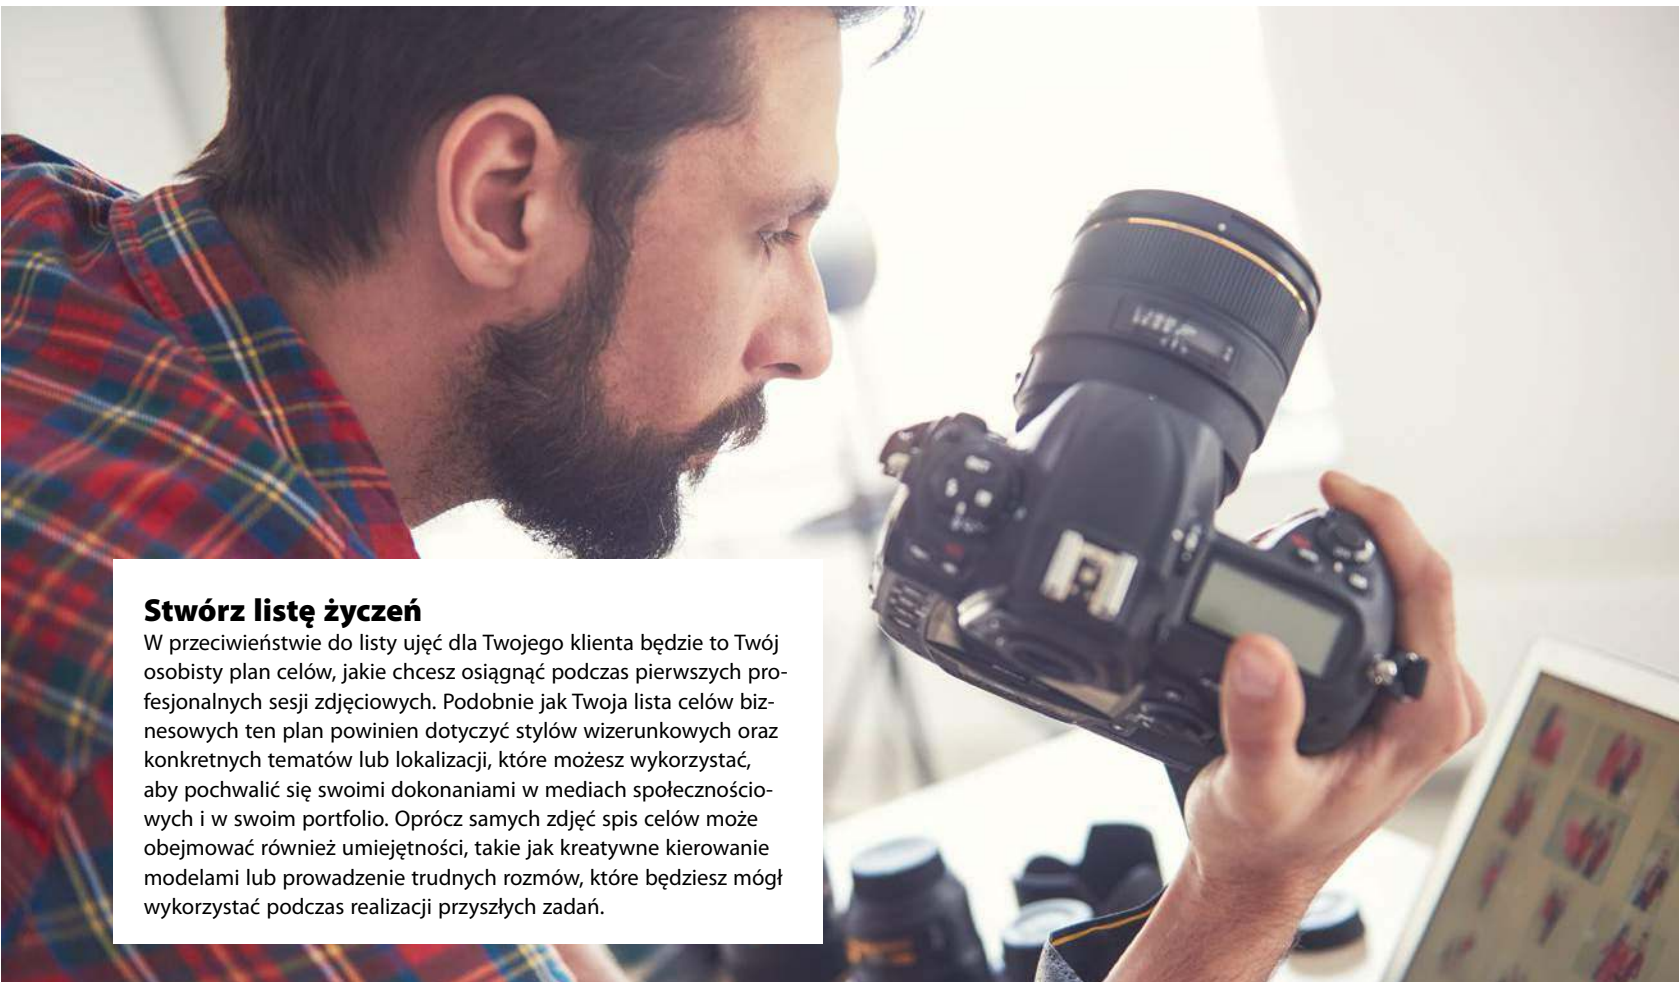 Stwórz listę życzeń
W przeciwieństwie do listy ujęć dla Twojego klienta będzie to Twój
osobisty plan celów, jakie chcesz osiągnąć podczas pierwszych pro-
fesjonalnych sesji zdjęciowych. Podobnie jak Twoja lista celów biz-
nesowych ten plan powinien dotyczyć stylów wizerunkowych oraz
konkretnych tematów lub lokalizacji, które możesz wykorzystać,
aby pochwalić się swoimi dokonaniami w mediach społecznościo-
wych i w swoim portfolio. Oprócz samych zdjęć spis celów może
obejmować również umiejętności, takie jak kreatywne kierowanie
modelami lub prowadzenie trudnych rozmów, które będziesz mógł
wykorzystać podczas realizacji przyszłych zadań.